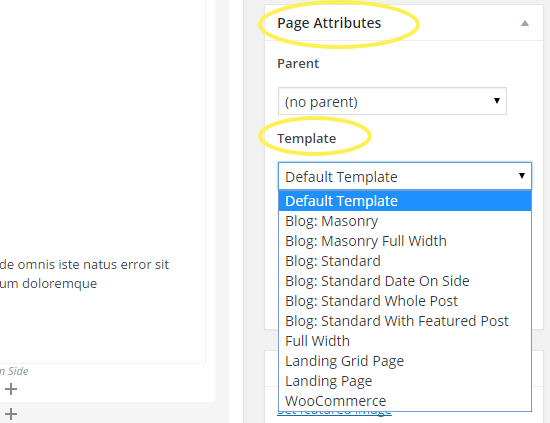 Page Attributes
Parent
(no parent)
Template
Default Template
Default Template
Blog: Masonry
Blog: Masonry Full Width
Blog: Standard
Blog: Standard Date On Side
Blog: Standard Whole Post
Blog: Standard With Featured Post
Full Width
Landing Grid Page
Landing Page
WooCommerce
Set featured image
de omnis iste natus error sit
um doloremque
n Side